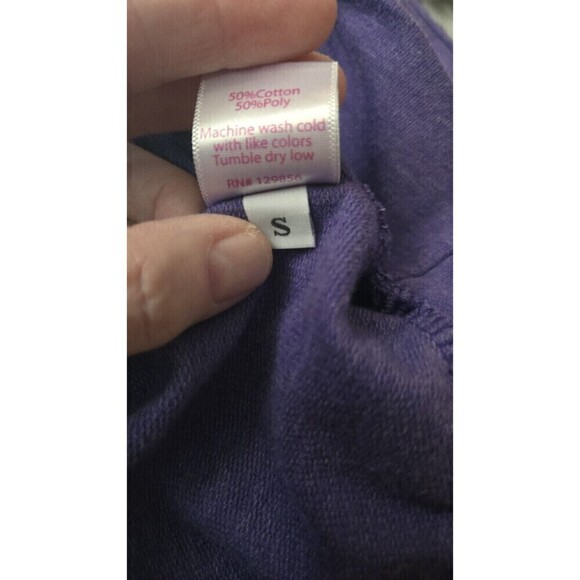 50%Cotton
50%Poly
Machine wash cold
with like colors
Tumble dry low
RN# 129856
S